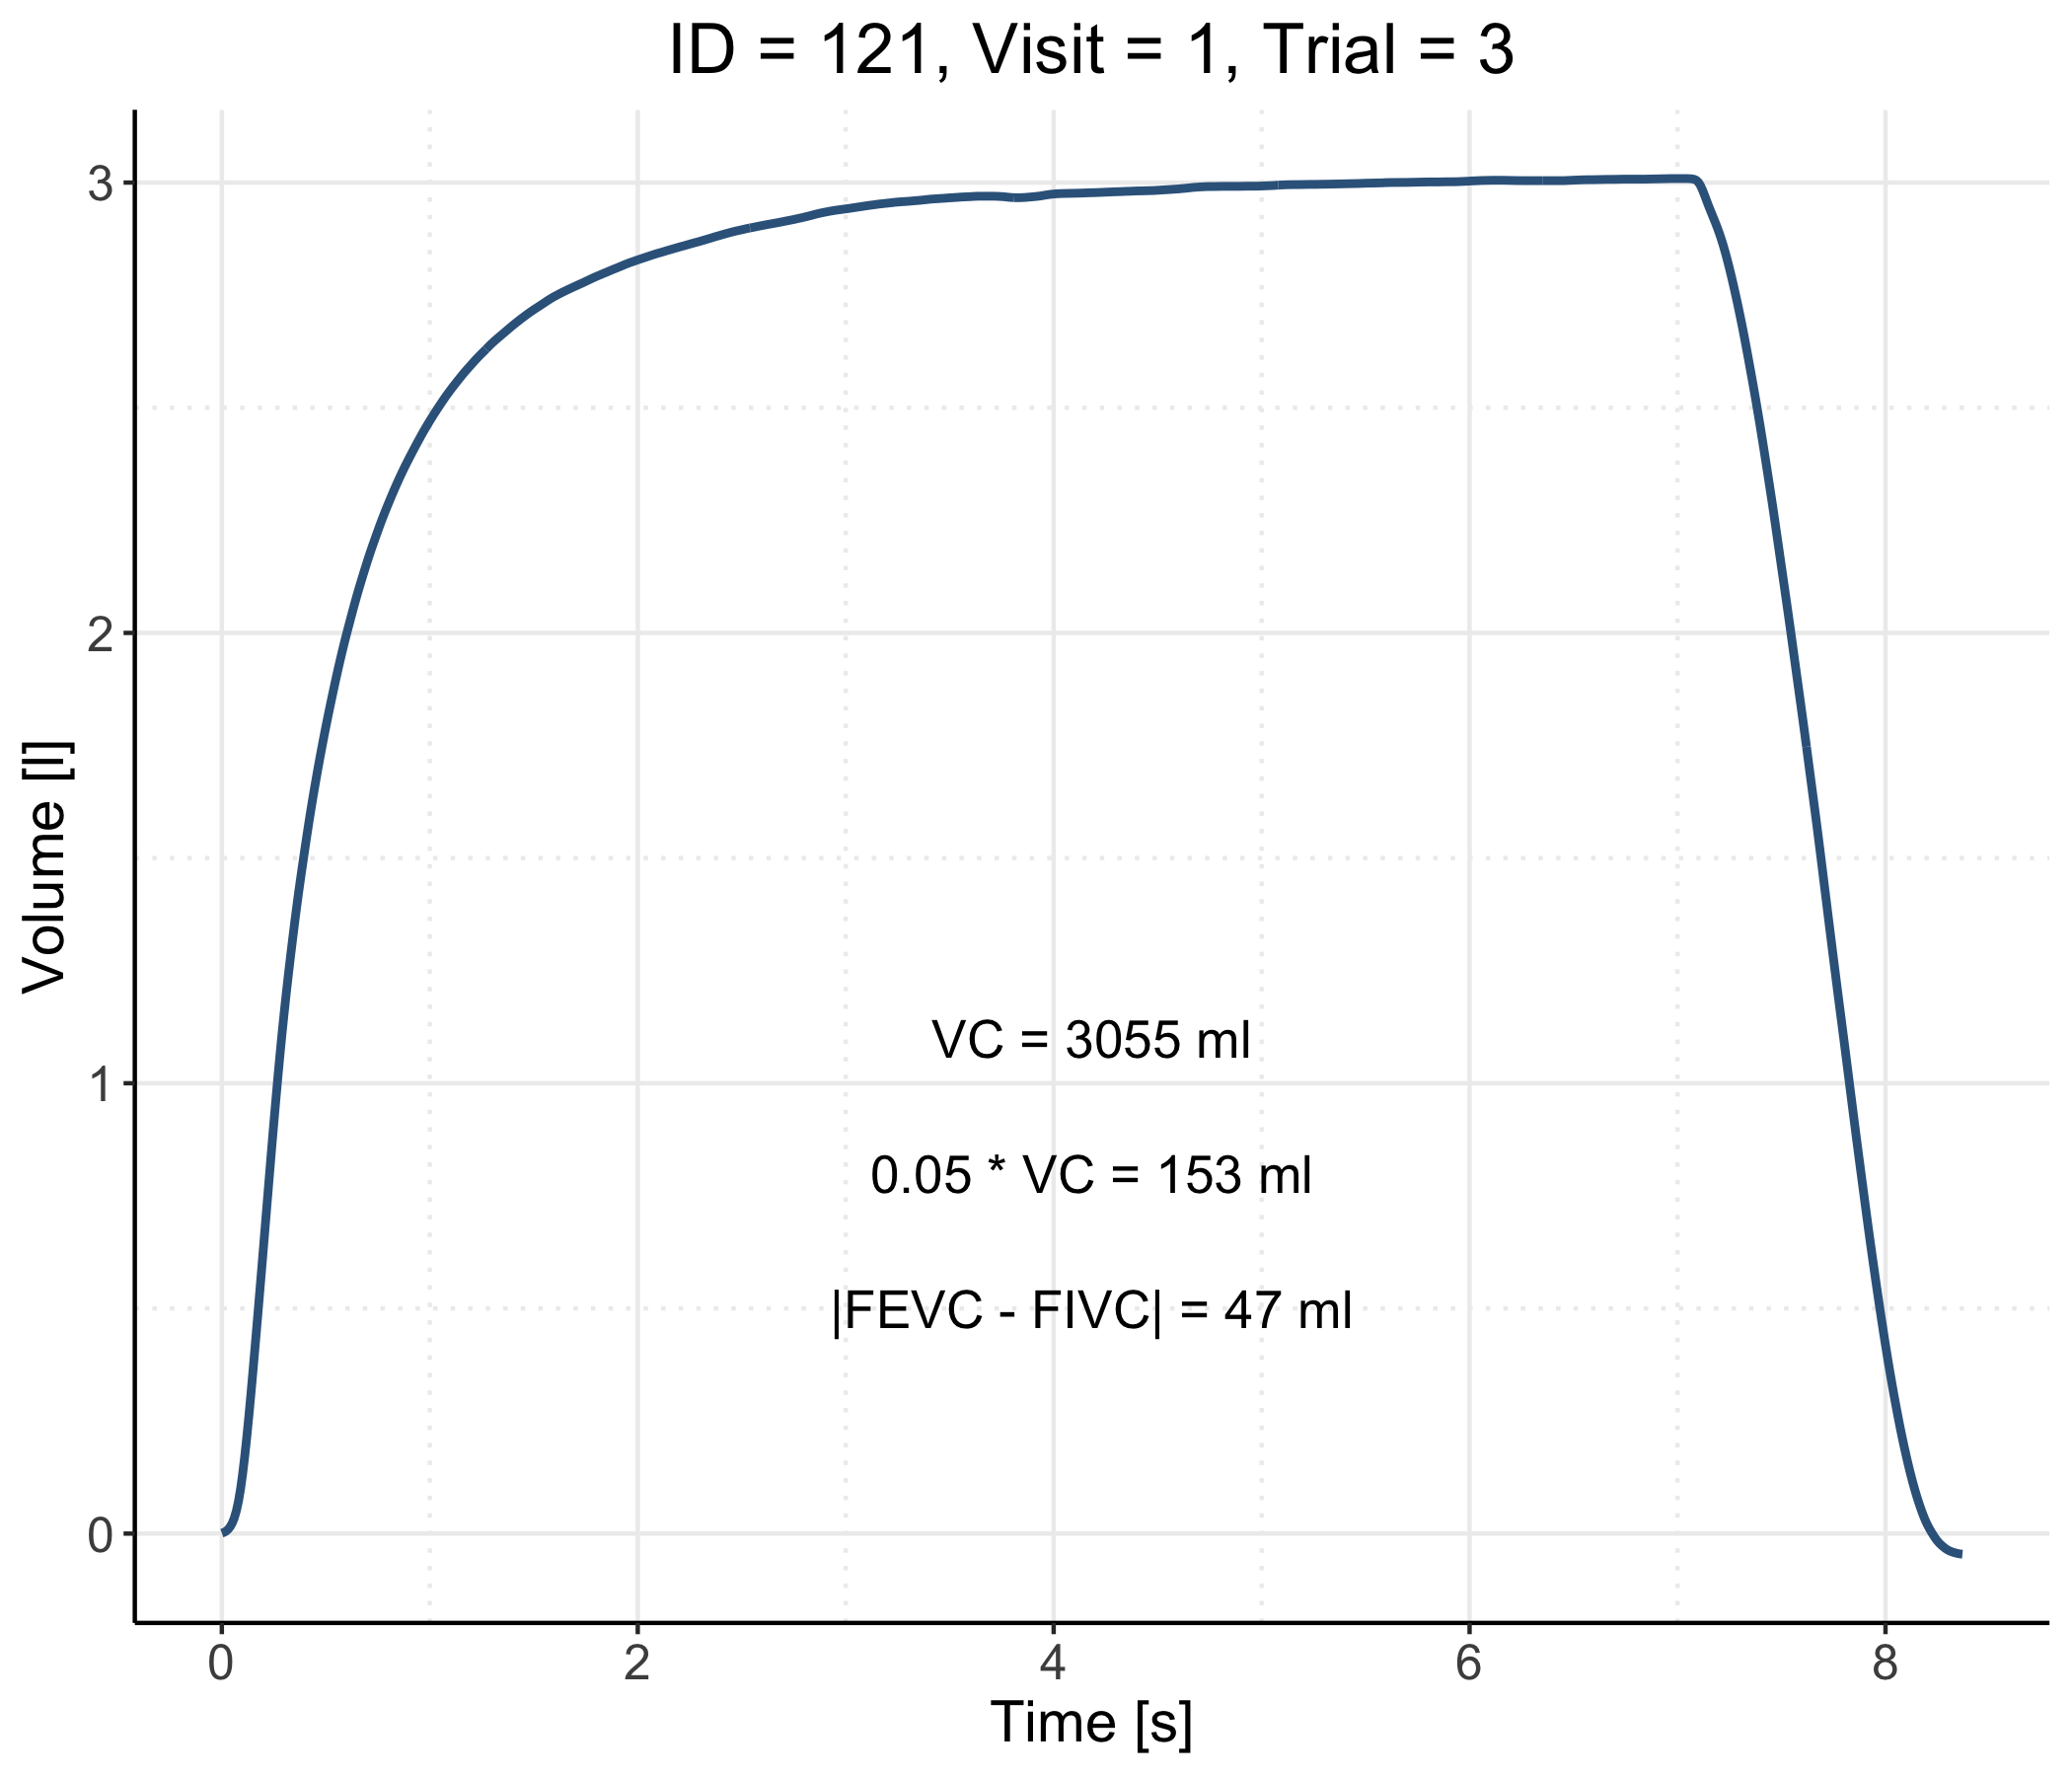 ID = 121, Visit = 1, Trial = 3
3
2
1
0
Volume [l]
VC = 3055 ml
0.05 * VC = 153 ml
|FEVC - FIVC| = 47 ml
0 2 4 6 8
Time [s]